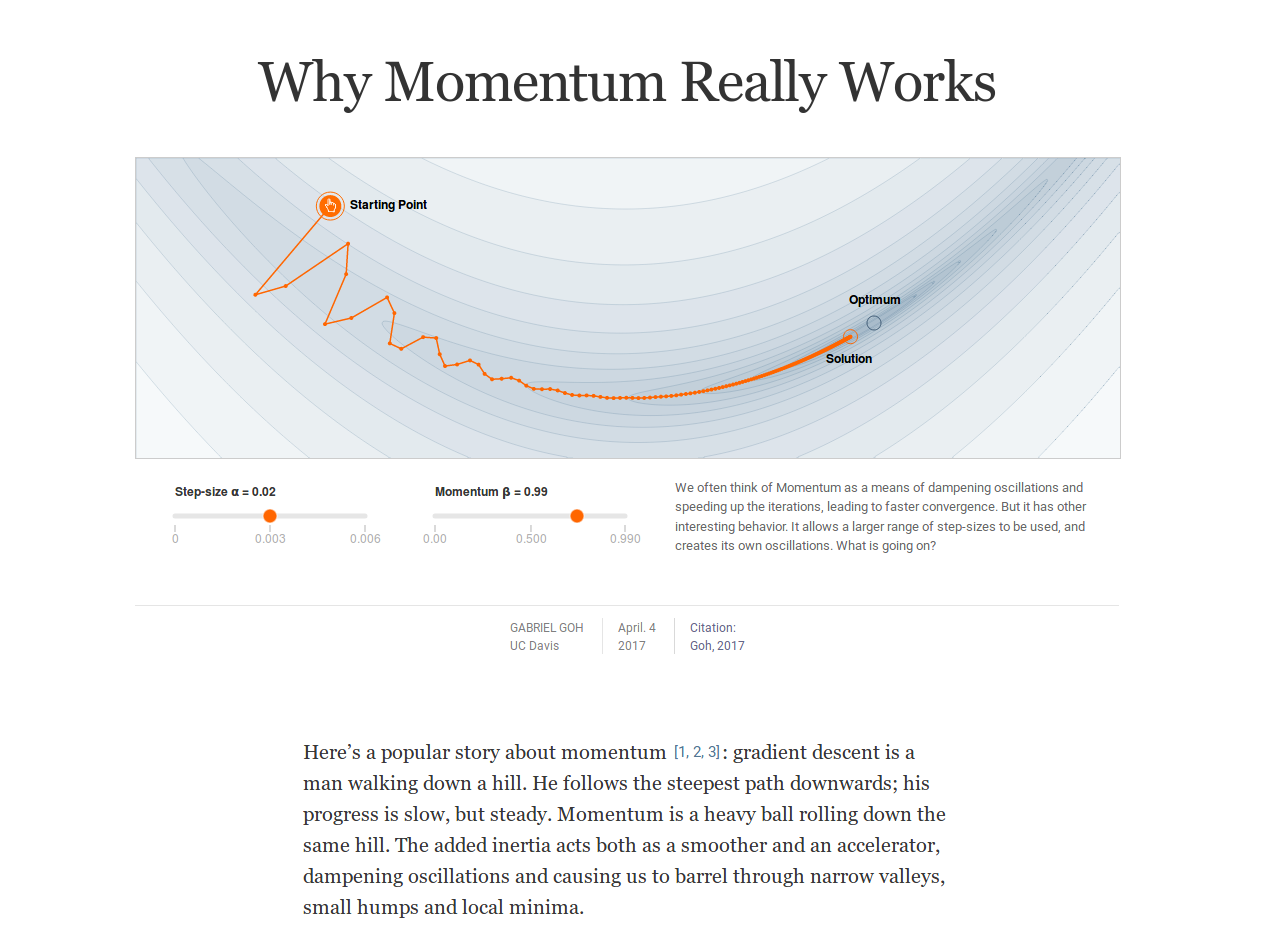 Why Momentum Really Works
Starting Point
Optimum
Solution
Step-size α = 0.02
0 0.003 0.006
Momentum β = 0.99
0.00 0.500 0.990
We often think of Momentum as a means of dampening oscillations and
speeding up the iterations, leading to faster convergence. But it has other
interesting behavior. It allows a larger range of step-sizes to be used, and
creates its own oscillations. What is going on?
GABRIEL GOH
UC Davis
April. 4
2017
Citation:
Goh, 2017
Here’s a popular story about momentum [1, 2, 3]: gradient descent is a
man walking down a hill. He follows the steepest path downwards; his
progress is slow, but steady. Momentum is a heavy ball rolling down the
same hill. The added inertia acts both as a smoother and an accelerator,
dampening oscillations and causing us to barrel through narrow valleys,
small humps and local minima.